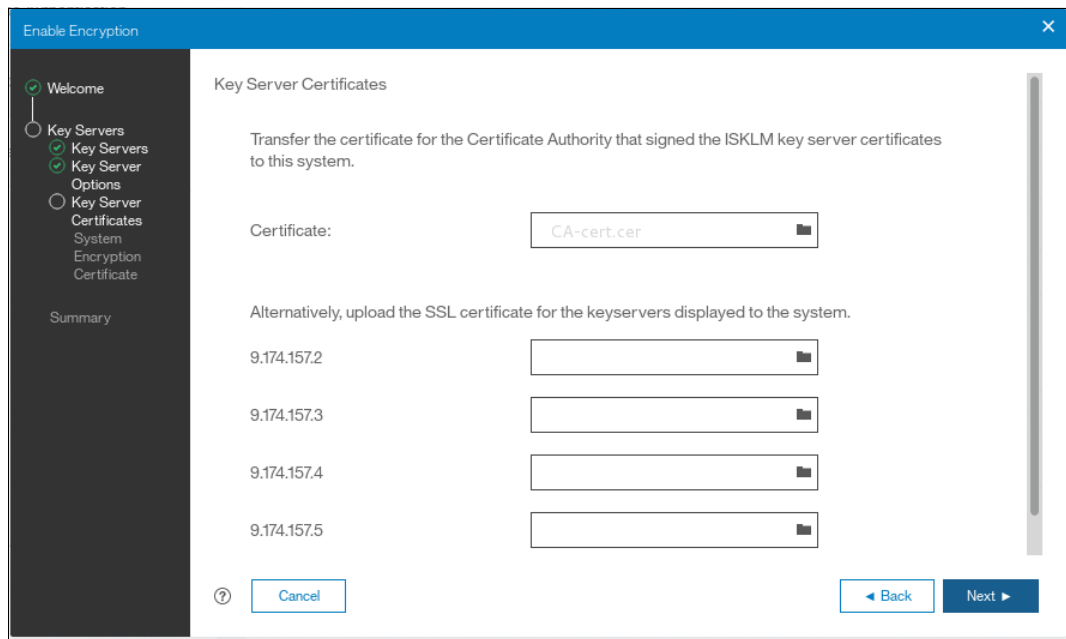 Enable Encryption
Welcome
Key Servers
Key Servers
Key Server
Options
Key Server
Certificates
System
Encryption
Certificate
Summary
Key Server Certificates
Transfer the certificate for the Certificate Authority that signed the ISKLM key server certificates
to this system.
Certificate:
CA-cert.cer
Alternatively, upload the SSL certificate for the keyservers displayed to the system.
9.174.157.2
9.174.157.3
9.174.157.4
9.174.157.5
? Cancel
◄ Back
Next ►